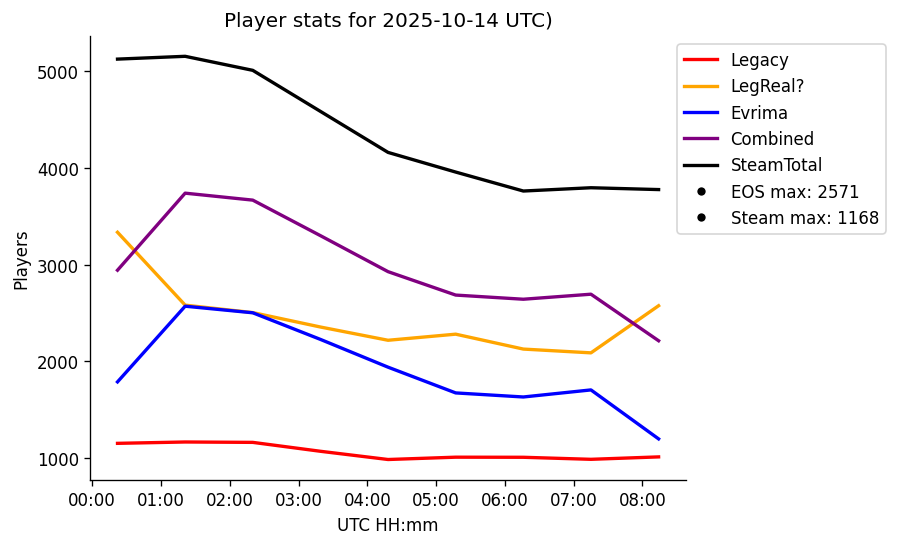 Player stats for 2025-10-14 UTC)
Legacy
LegReal?
Evrima
Combined
SteamTotal
EOS max: 2571
Steam max: 1168
Players
5000
4000
3000
2000
1000
00:00 01:00 02:00 03:00 04:00 05:00 06:00 07:00 08:00
UTC HH:mm